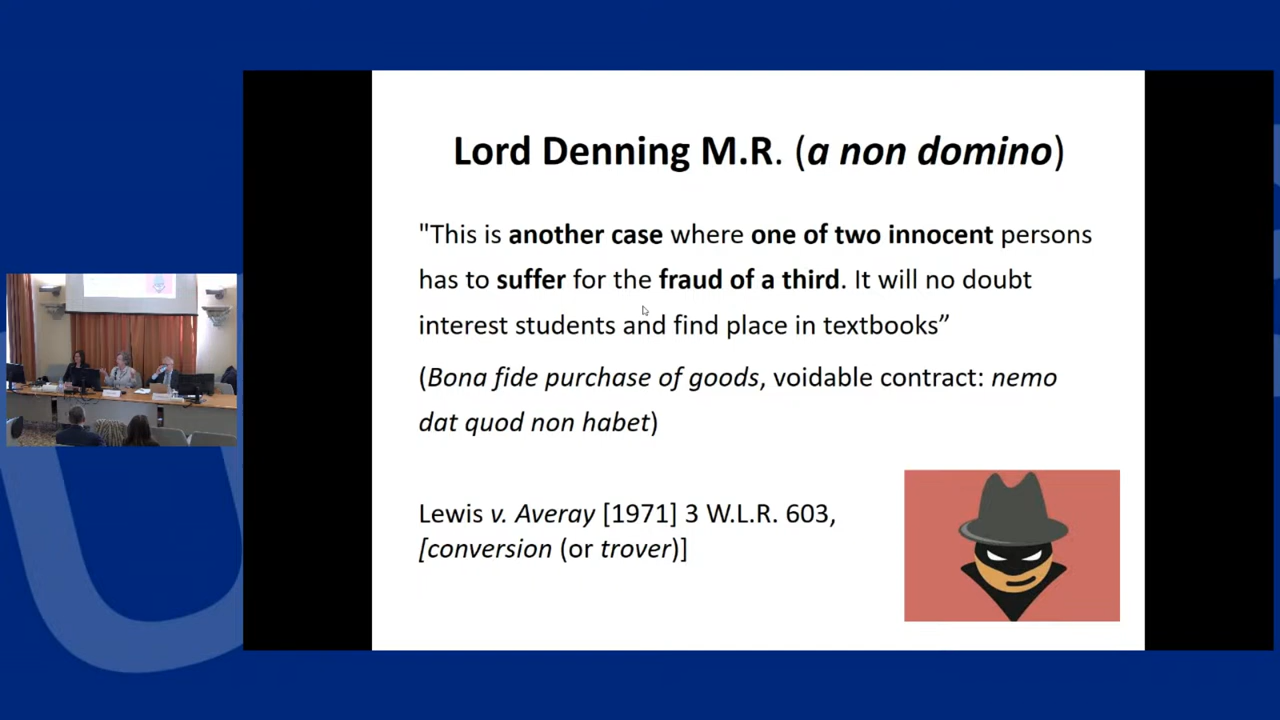 Lord Denning M.R. (a non domino)
"This is another case where one of two innocent persons
has to suffer for the fraud of a third. It will no doubt
interest students and find place in textbooks”
(Bona fide purchase of goods, voidable contract: nemo
dat quod non habet)
Lewis v. Averay [1971] 3 W.L.R. 603,
[conversion (or trover)]